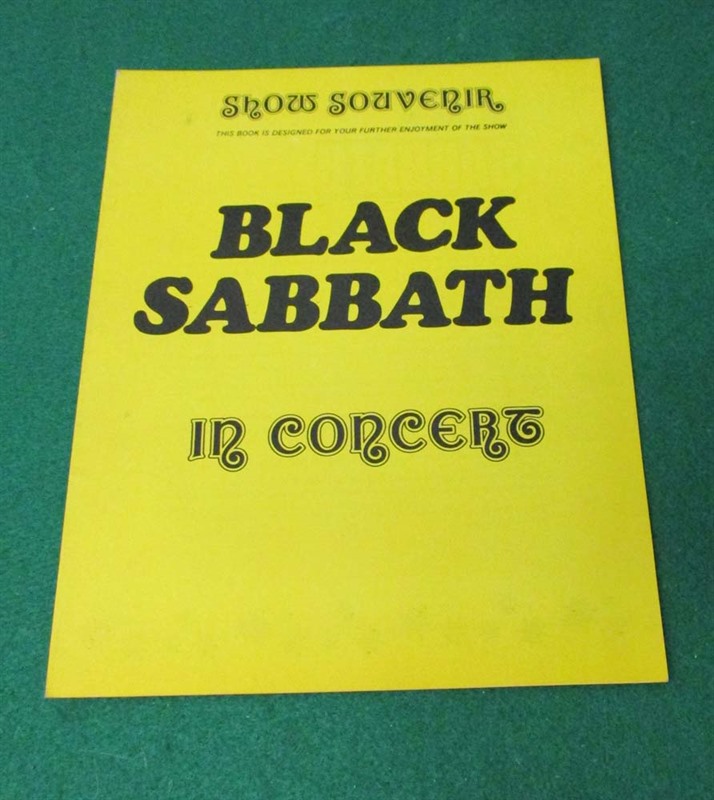 Show Souvenir
THIS BOOK IS DESIGNED FOR YOUR FURTHER ENJOYMENT OF THE SHOW
BLACK
SABBATH
IN CONCERT